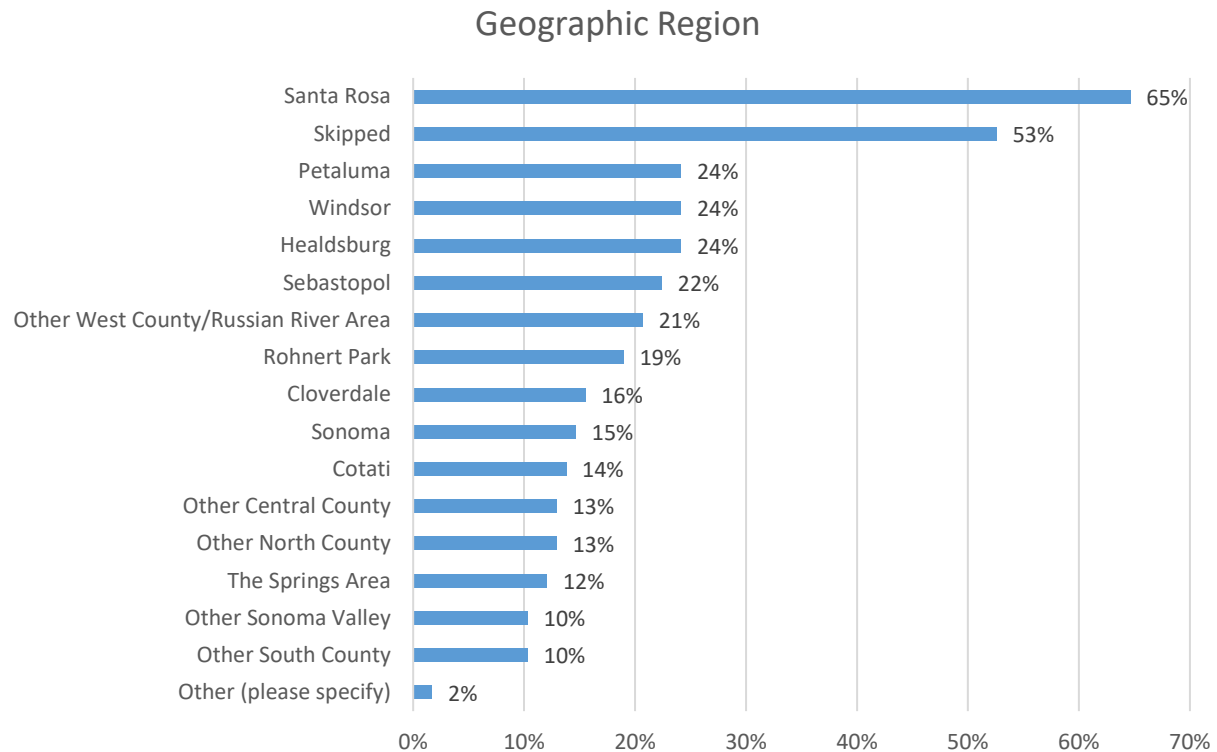 Geographic Region
Santa Rosa 65%
Skipped 53%
Petaluma 24%
Windsor 24%
Healdsburg 24%
Sebastopol 22%
Other West County/Russian River Area 21%
Rohnert Park 19%
Cloverdale 16%
Sonoma 15%
Cotati 14%
Other Central County 13%
Other North County 13%
The Springs Area 12%
Other Sonoma Valley 10%
Other South County 10%
Other (please specify) 2%
0% 10% 20% 30% 40% 50% 60% 70%